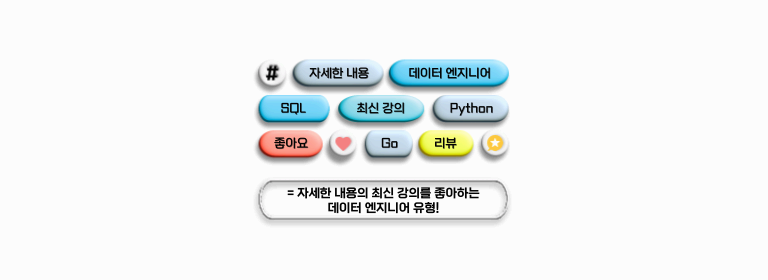 # 자세한 내용 데이터 엔지니어
SQL 최신 강의 Python
좋아요 Go 리뷰
= 자세한 내용의 최신 강의를 좋아하는
데이터 엔지니어 유형!